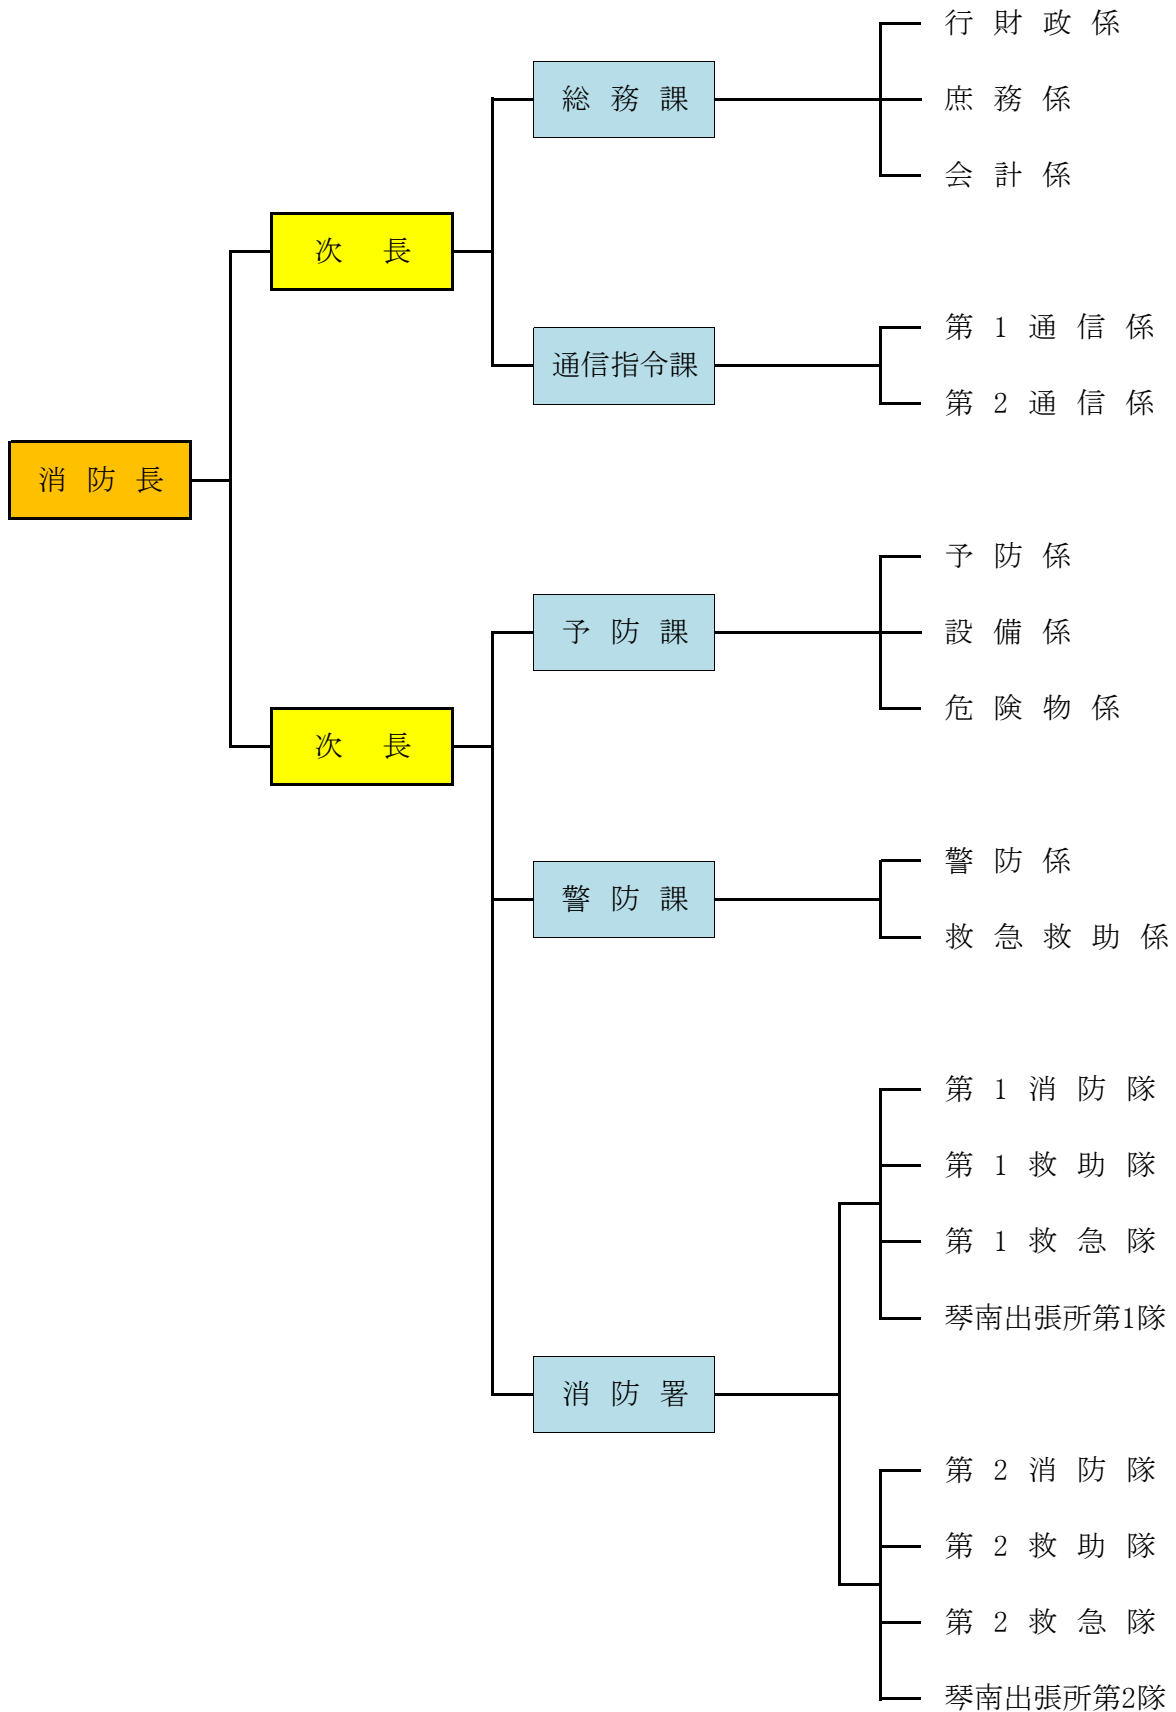 行財政係
総務課
庶務係
会計係
次長
第1通信係
通信指令課
第2通信係
消防長
予防係
予防課
設備係
危険物係
次長
警防係
警防課
救急救助係
第1消防隊
第1救助隊
第1救急隊
琴南出張所第1隊
消防署
第2消防隊
第2救助隊
第2救急隊
琴南出張所第2隊